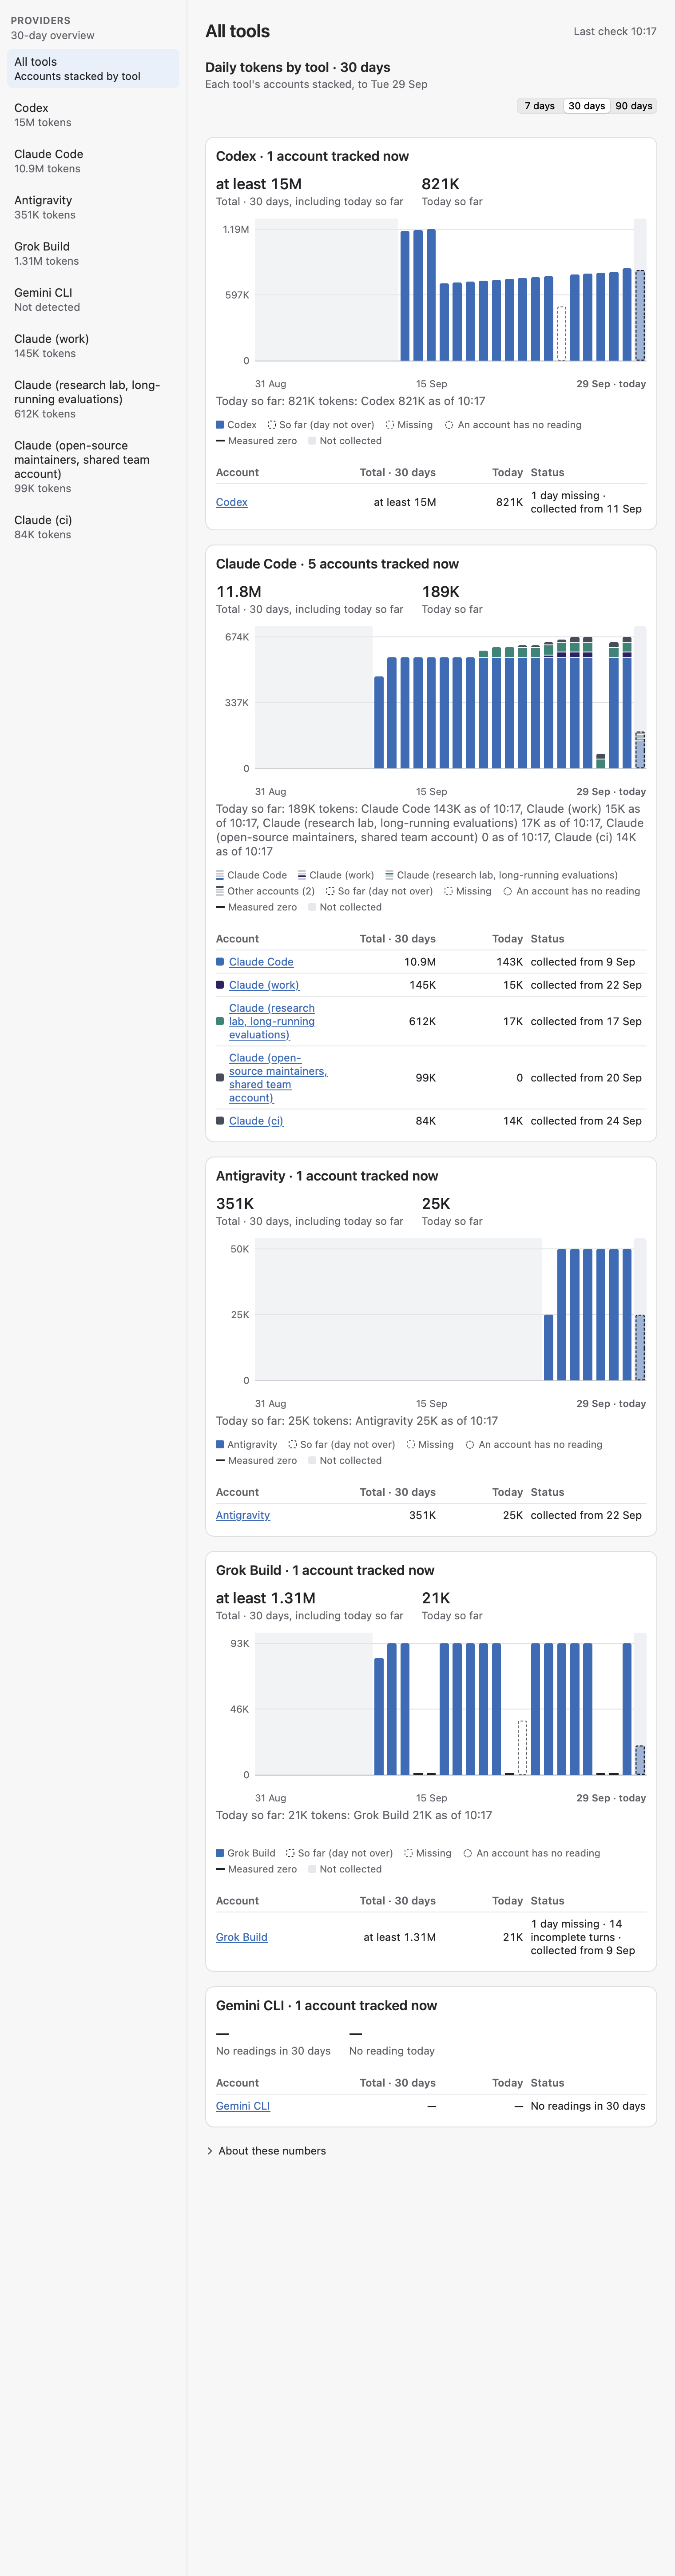 PROVIDERS
30-day overview
All tools
Accounts stacked by tool
Codex
15M tokens
Claude Code
10.9M tokens
Antigravity
351K tokens
Grok Build
1.31M tokens
Gemini CLI
Not detected
Claude (work)
145K tokens
Claude (research lab, long-
running evaluations)
612K tokens
Claude (open-source
maintainers, shared team
account)
99K tokens
Claude (ci)
84K tokens
All tools
Last check 10:17
Daily tokens by tool · 30 days
Each tool's accounts stacked, to Tue 29 Sep
7 days 30 days 90 days
Codex · 1 account tracked now
at least 15M 821K
Total · 30 days, including today so far Today so far
1.19M
597K
0
31 Aug 15 Sep 29 Sep · today
Today so far: 821K tokens: Codex 821K as of 10:17
Codex So far (day not over) Missing An account has no reading
Measured zero Not collected
Account Total · 30 days Today Status
Codex at least 15M 821K 1 day missing ·
collected from 11 Sep
Claude Code · 5 accounts tracked now
11.8M 189K
Total · 30 days, including today so far Today so far
674K
337K
0
31 Aug 15 Sep 29 Sep · today
Today so far: 189K tokens: Claude Code 143K as of 10:17, Claude (work) 15K as
of 10:17, Claude (research lab, long-running evaluations) 17K as of 10:17, Claude
(open-source maintainers, shared team account) 0 as of 10:17, Claude (ci) 14K
as of 10:17
Claude Code Claude (work) Claude (research lab, long-running evaluations)
Other accounts (2) So far (day not over) Missing An account has no reading
Measured zero Not collected
Account Total · 30 days Today Status
Claude Code 10.9M 143K collected from 9 Sep
Claude (work) 145K 15K collected from 22 Sep
Claude (research
lab, long-running
evaluations)
612K 17K collected from 17 Sep
Claude (open-
source maintainers,
shared team
account)
99K 0 collected from 20 Sep
Claude (ci) 84K 14K collected from 24 Sep
Antigravity · 1 account tracked now
351K 25K
Total · 30 days, including today so far Today so far
50K
25K
0
31 Aug 15 Sep 29 Sep · today
Today so far: 25K tokens: Antigravity 25K as of 10:17
Antigravity So far (day not over) Missing An account has no reading
Measured zero Not collected
Account Total · 30 days Today Status
Antigravity 351K 25K collected from 22 Sep
Grok Build · 1 account tracked now
at least 1.31M 21K
Total · 30 days, including today so far Today so far
93K
46K
0
31 Aug 15 Sep 29 Sep · today
Today so far: 21K tokens: Grok Build 21K as of 10:17
Grok Build So far (day not over) Missing An account has no reading
Measured zero Not collected
Account Total · 30 days Today Status
Grok Build at least 1.31M 21K 1 day missing · 14
incomplete turns ·
collected from 9 Sep
Gemini CLI · 1 account tracked now
— —
No readings in 30 days No reading today
Account Total · 30 days Today Status
Gemini CLI — — No readings in 30 days
About these numbers